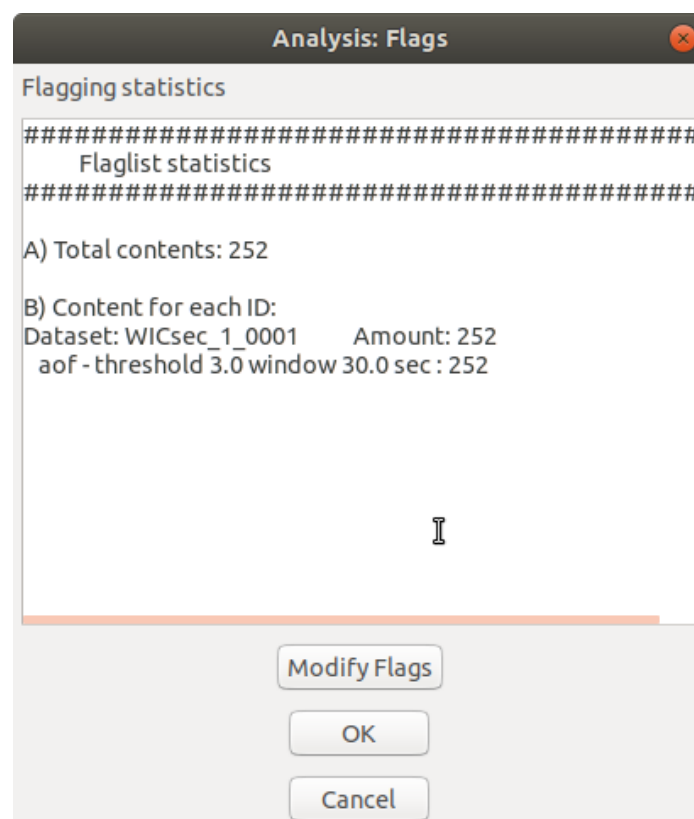 Analysis: Flags
Flagging statistics
########################################
Flaglist statistics
########################################
A) Total contents: 252
B) Content for each ID:
Dataset: WICsec_1_0001 Amount: 252
aof - threshold 3.0 window 30.0 sec : 252
Modify Flags
OK
Cancel